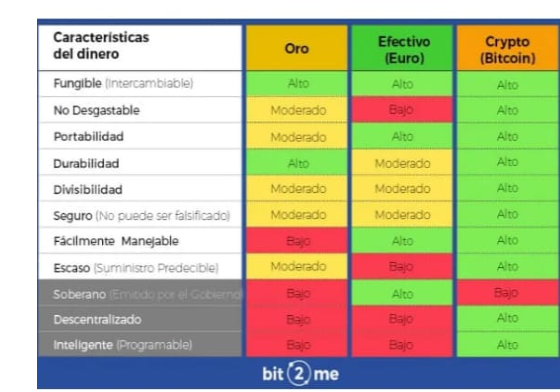 Características del dinero Oro Efectivo (Euro) Crypto (Bitcoin)
Fungible (Intercambiable) Alto Alto Alto
No Desgastable Moderado Bajo Alto
Portabilidad Moderado Alto Alto
Durabilidad Alto Moderado Alto
Divisibilidad Moderado Moderado Alto
Seguro (No puede ser falsificado) Moderado Moderado Alto
Fácilmente Manejable Bajo Alto Alto
Escaso (Suministro Predecible) Moderado Bajo Alto
Soberano (Emitido por el Gobierno) Bajo Alto Bajo
Descentralizado Bajo Bajo Alto
Inteligente (Programable) Bajo Bajo Alto
bit 2 me